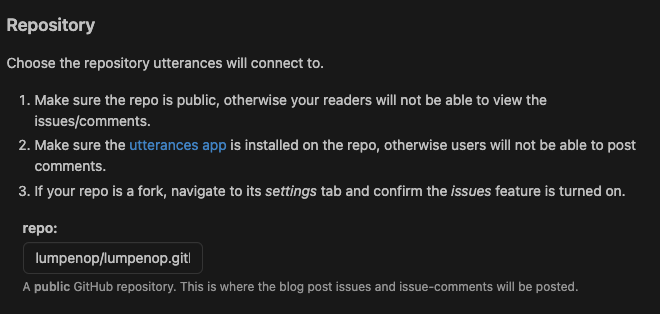 Repository
Choose the repository utterances will connect to.
1. Make sure the repo is public, otherwise your readers will not be able to view the
issues/comments.
2. Make sure the utterances app is installed on the repo, otherwise users will not be able to post
comments.
3. If your repo is a fork, navigate to its settings tab and confirm the issues feature is turned on.
repo:
lumpenop/lumpenop.git
A public GitHub repository. This is where the blog post issues and issue-comments will be posted.